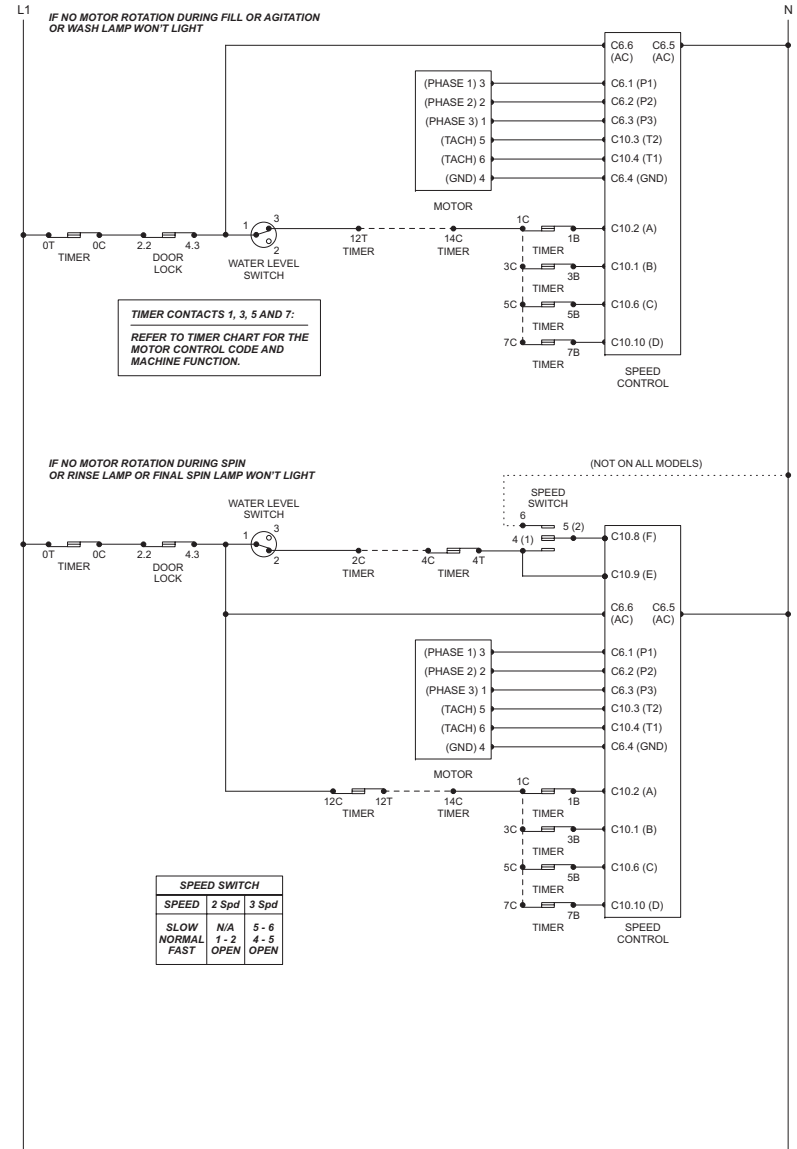 L1
N
IF NO MOTOR ROTATION DURING FILL OR AGITATION
OR WASH LAMP WON'T LIGHT
C6.6 C6.5
(AC) (AC)
(PHASE 1) 3
C6.1 (P1)
(PHASE 2) 2
C6.2 (P2)
(PHASE 3) 1
C6.3 (P3)
(TACH) 5
C10.3 (T2)
(TACH) 6
C10.4 (T1)
(GND) 4
C6.4 (GND)
MOTOR
0T 0C
TIMER
2.2 4.3
DOOR
LOCK
1 3
2
WATER LEVEL
SWITCH
12T
TIMER
14C
TIMER
1C
1B
TIMER
C10.2 (A)
3C
3B
TIMER
C10.1 (B)
5C
5B
TIMER
C10.6 (C)
7C
7B
TIMER
C10.10 (D)
SPEED
CONTROL
TIMER CONTACTS 1, 3, 5 AND 7:
REFER TO TIMER CHART FOR THE
MOTOR CONTROL CODE AND
MACHINE FUNCTION.
IF NO MOTOR ROTATION DURING SPIN
OR RINSE LAMP OR FINAL SPIN LAMP WON'T LIGHT
(NOT ON ALL MODELS)
WATER LEVEL
SWITCH
SPEED
SWITCH
6
5 (2)
4 (1)
C10.8 (F)
C10.9 (E)
0T 0C
TIMER
2.2 4.3
DOOR
LOCK
1 3
2
2C
TIMER
4C 4T
TIMER
C6.6 C6.5
(AC) (AC)
(PHASE 1) 3
C6.1 (P1)
(PHASE 2) 2
C6.2 (P2)
(PHASE 3) 1
C6.3 (P3)
(TACH) 5
C10.3 (T2)
(TACH) 6
C10.4 (T1)
(GND) 4
C6.4 (GND)
MOTOR
12C 12T
TIMER
14C
TIMER
1C
1B
TIMER
C10.2 (A)
3C
3B
TIMER
C10.1 (B)
5C
5B
TIMER
C10.6 (C)
7C
7B
TIMER
C10.10 (D)
SPEED
CONTROL
SPEED SWITCH
SPEED 2 Spd 3 Spd
SLOW N/A 5 - 6
NORMAL 1 - 2 4 - 5
FAST OPEN OPEN